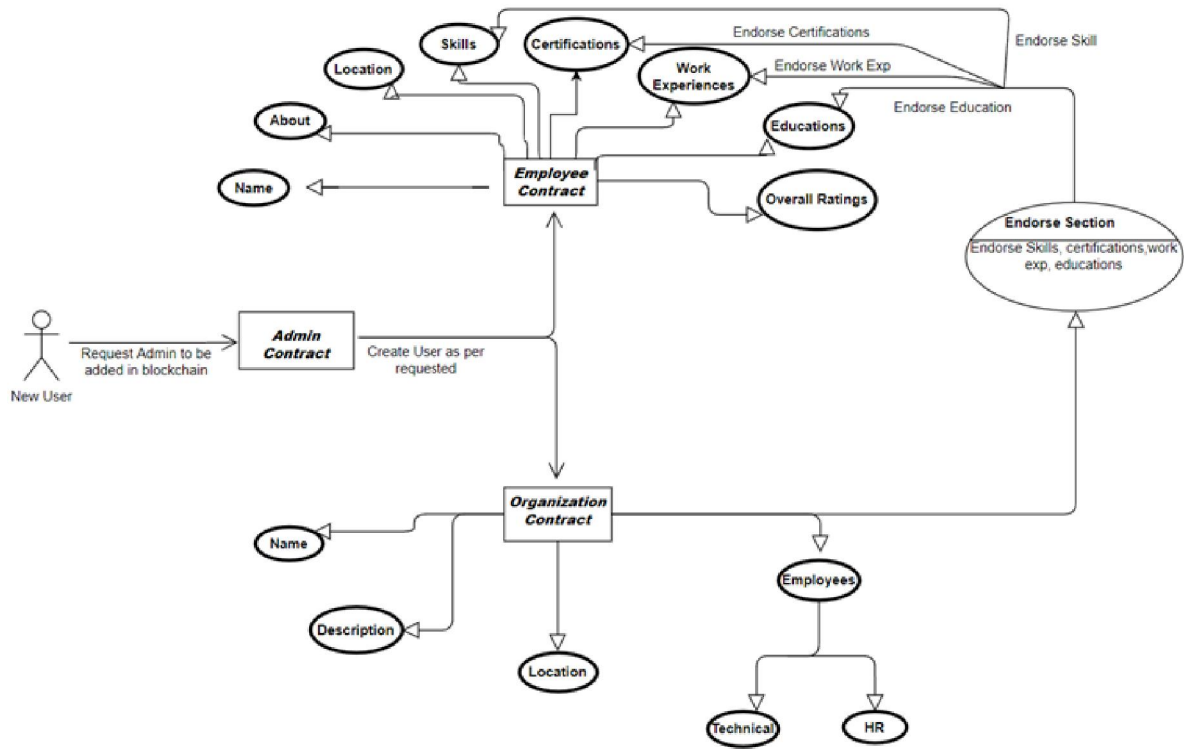 Skills
Certifications
Endorse Certifications
Endorse Skill
Location
Work
Experiences
Endorse Work Exp
About
Educations
Endorse Education
Name
Employee
Contract
Overall Ratings
Endorse Section
Endorse Skills, certifications,work
exp, educations
Admin
Contract
Request Admin to be
added in blockchain
Create User as per
requested
New User
Organization
Contract
Name
Employees
Description
Location
Technical
HR